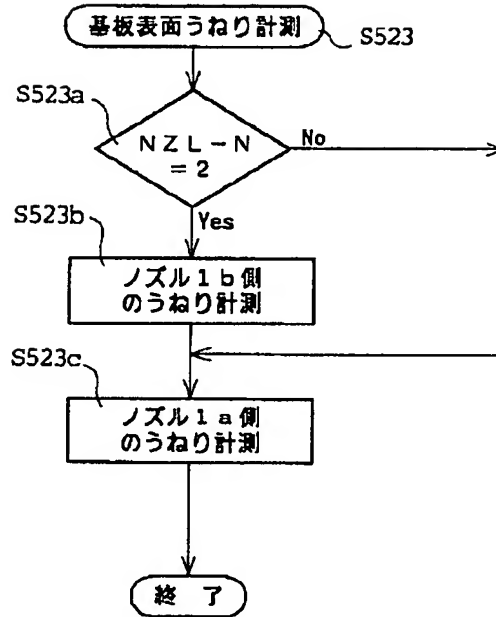 基板表面うねり計測
S523
S523a
NZL-N
=2
No
Yes
S523b
ノズル1b側
のうねり計測
S523c
ノズル1a側
のうねり計測
終了